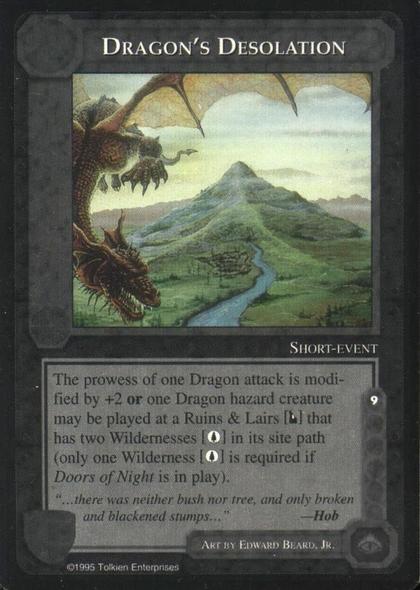 DRAGON'S DESOLATION
SHORT-EVENT
The prowess of one Dragon attack is modi-
fied by +2 or one Dragon hazard creature
may be played at a Ruins & Lairs [] that
has two Wildernesses [] in its site path
(only one Wilderness [] is required if
Doors of Night is in play).
"...there was neither bush nor tree, and only broken
and blackened stumps..." —Hob
9
ART BY EDWARD BEARD, JR.
©1995 Tolkien Enterprises